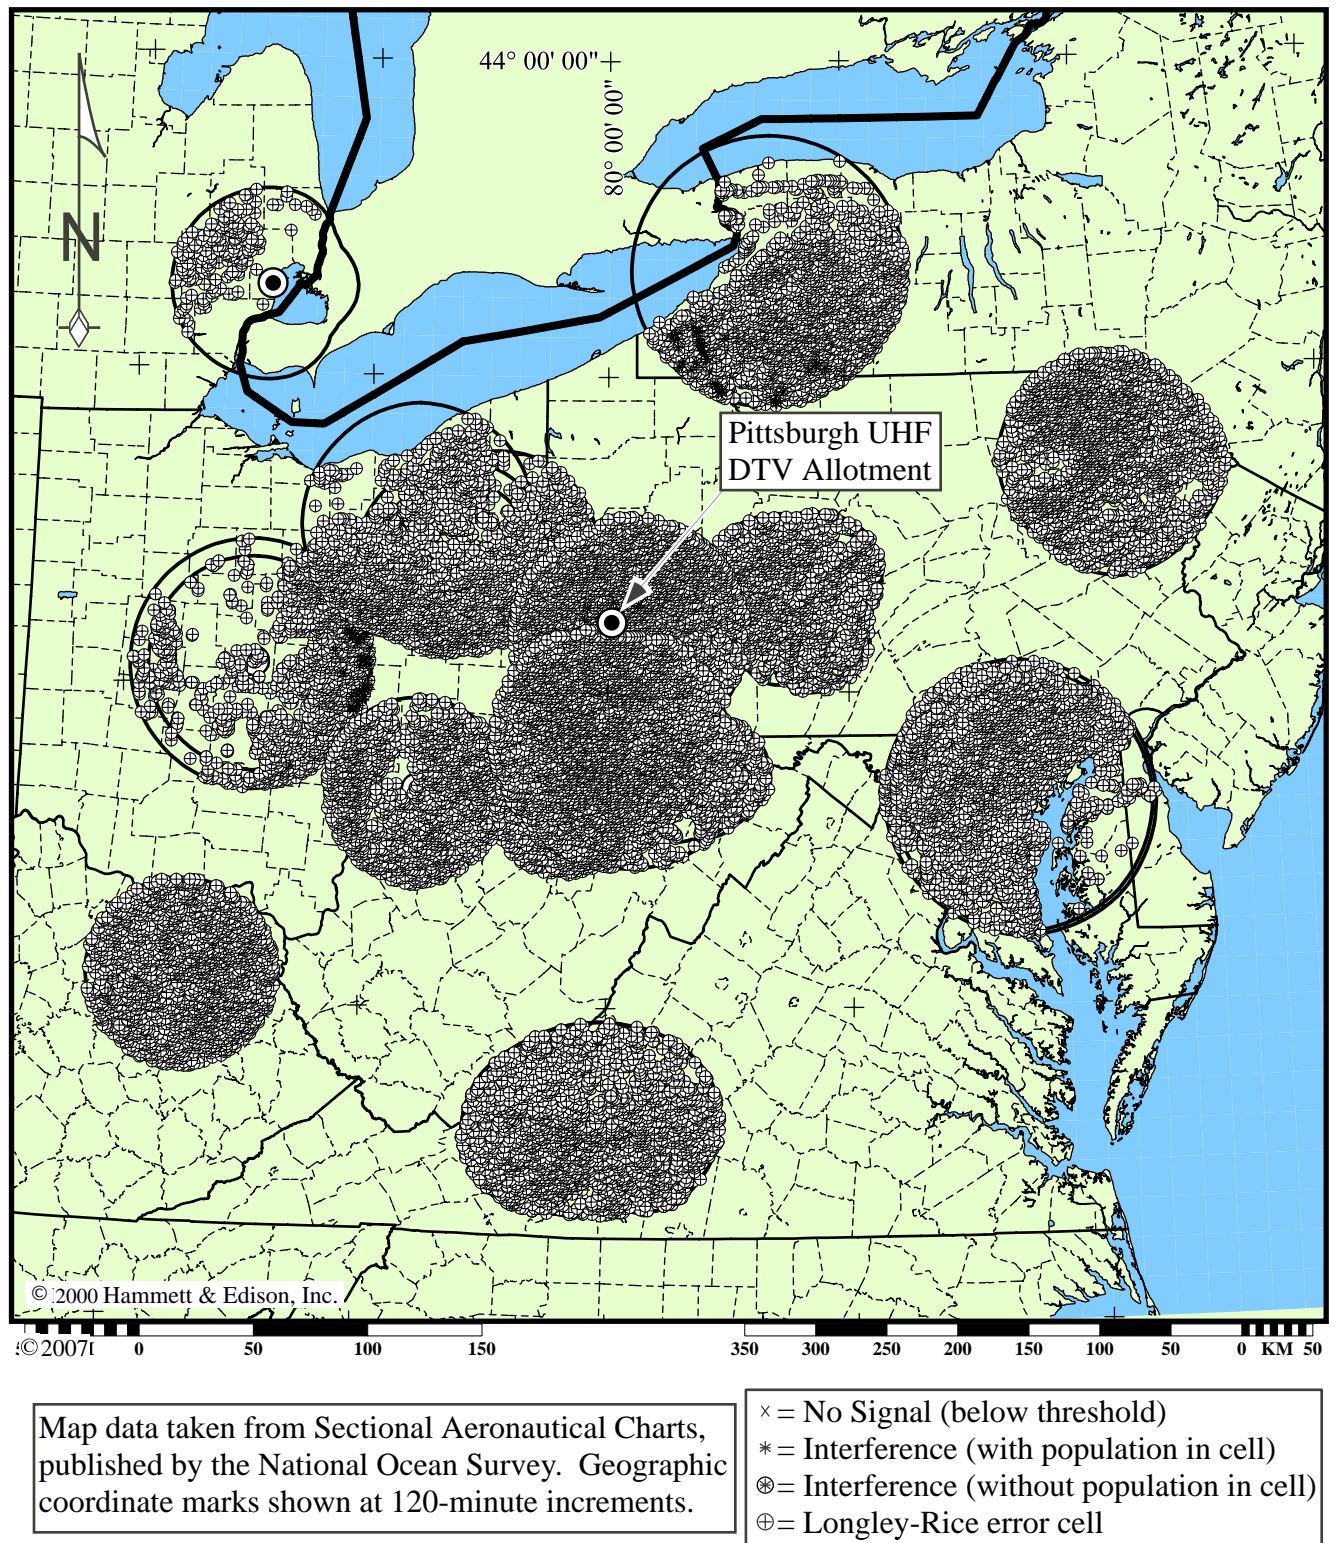 44° 00' 00"
80° 00' 00"
N
Pittsburgh UHF
DTV Allotment
© 2000 Hammett & Edison, Inc.
©2007
0 50 100 150
350 300 250 200 150 100 50 0 KM 50
Map data taken from Sectional Aeronautical Charts,
published by the National Ocean Survey. Geographic
coordinate marks shown at 120-minute increments.
× = No Signal (below threshold)
* = Interference (with population in cell)
⊛ = Interference (without population in cell)
⊕ = Longley-Rice error cell